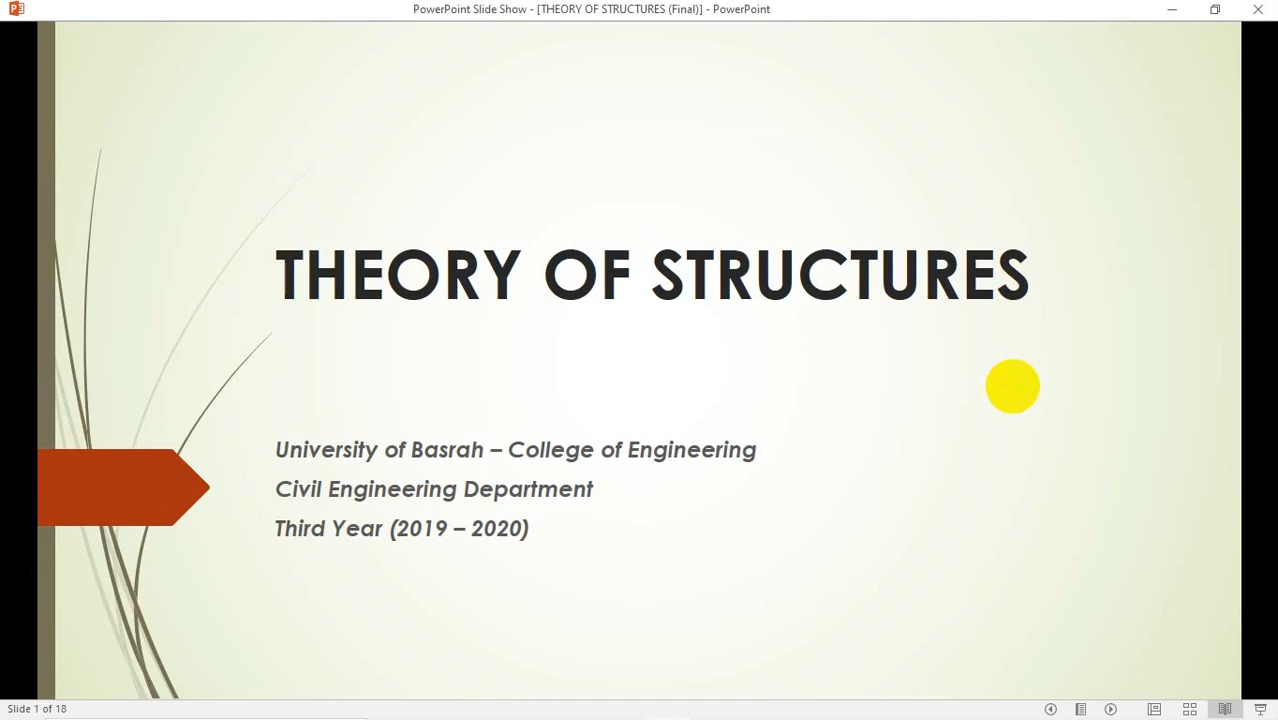 PowerPoint Slide Show - [THEORY OF STRUCTURES (Final)] - PowerPoint
THEORY OF STRUCTURES
University of Basrah – College of Engineering
Civil Engineering Department
Third Year (2019 – 2020)
Slide 1 of 18